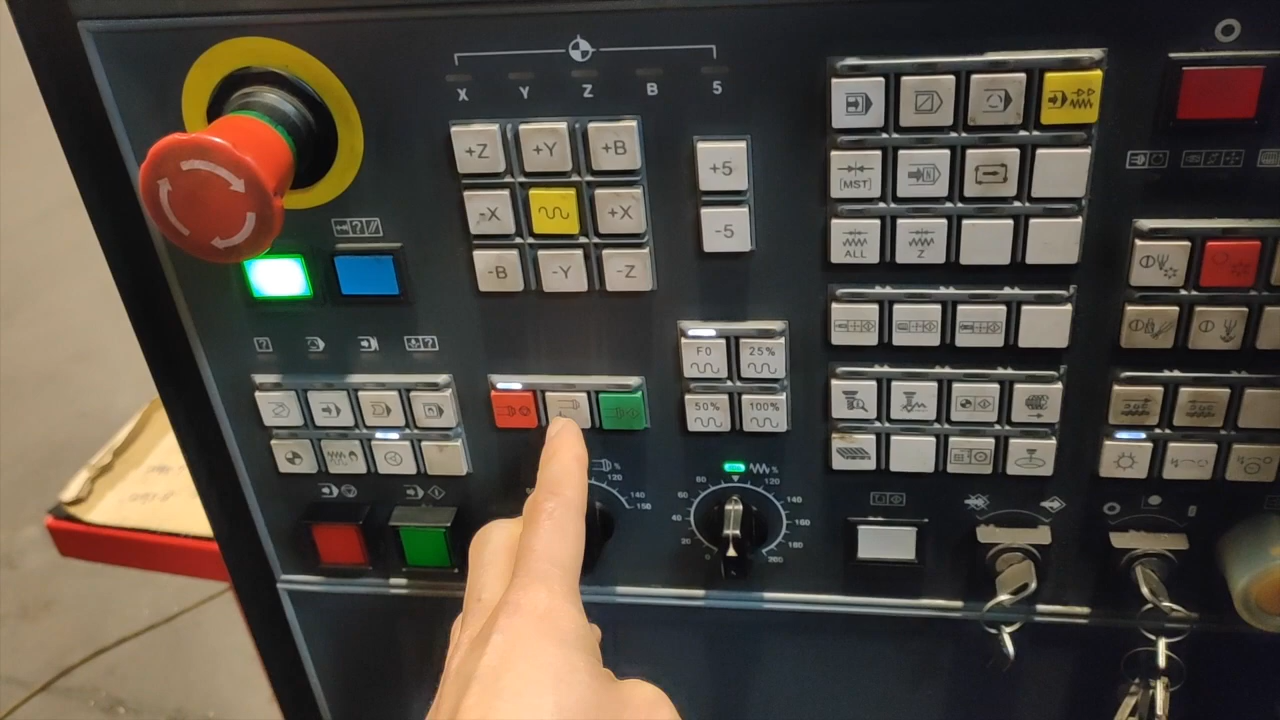 X Y Z B 5
+Z +Y +B
-X +X
-B -Y -Z
+5
-5
[MST]
N
ALL Z
? //
? ?
F0 25%
50% 100%
%
120
140
150
%
0 20 40 60 80 120 140 160 180 200